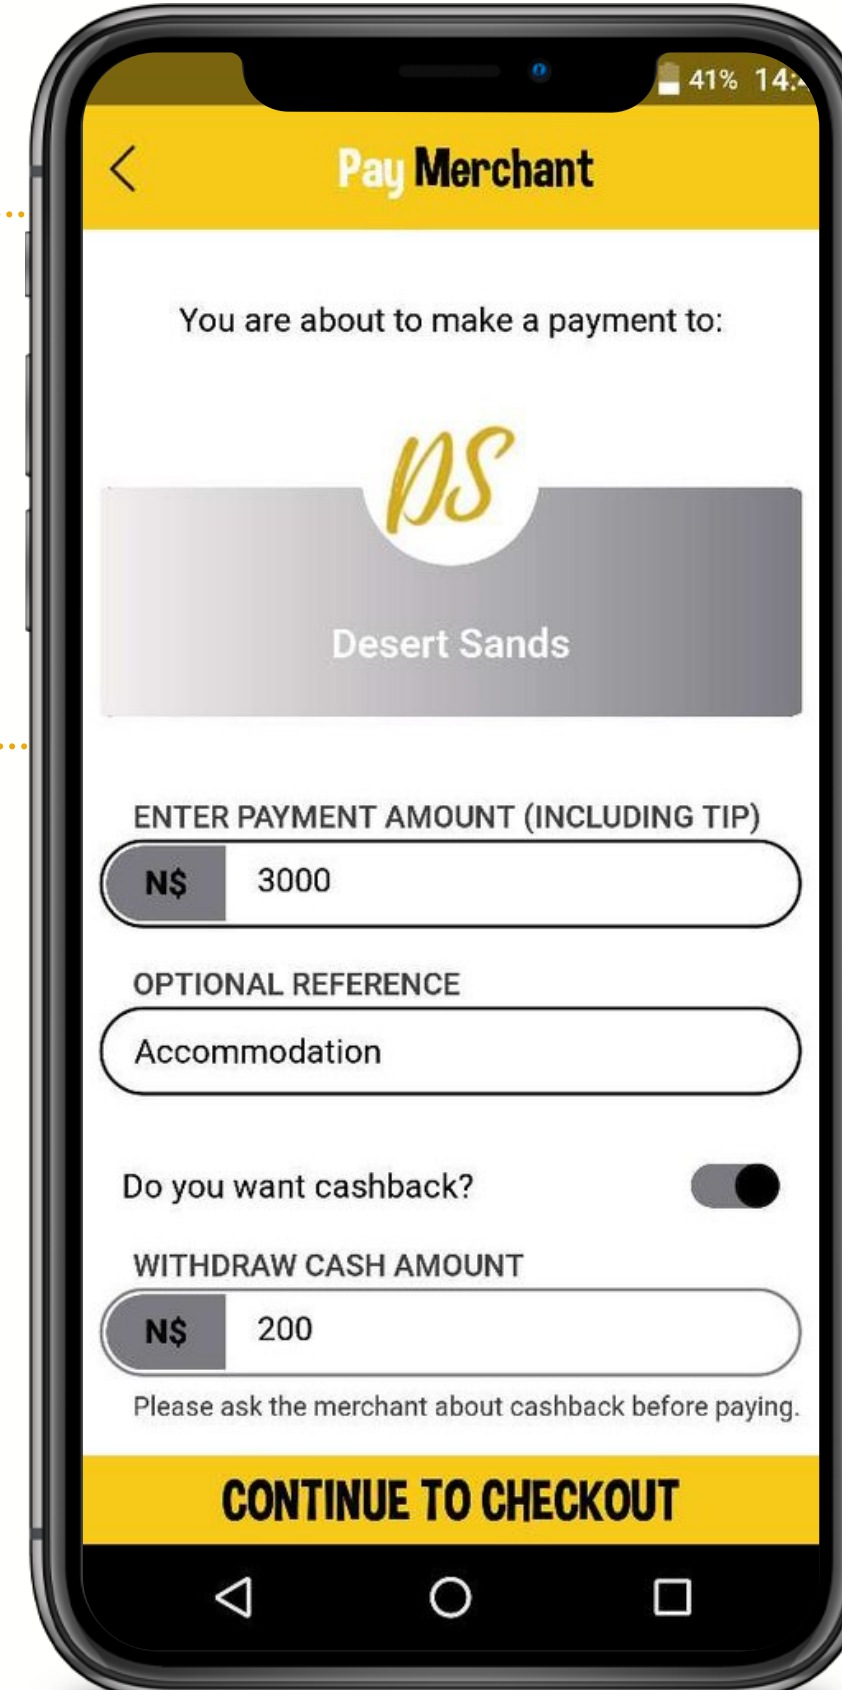 41%
Pay Merchant
You are about to make a payment to:
DS
Desert Sands
ENTER PAYMENT AMOUNT (INCLUDING TIP)
N$ 3000
OPTIONAL REFERENCE
Accommodation
Do you want cashback?
WITHDRAW CASH AMOUNT
N$ 200
Please ask the merchant about cashback before paying.
CONTINUE TO CHECKOUT